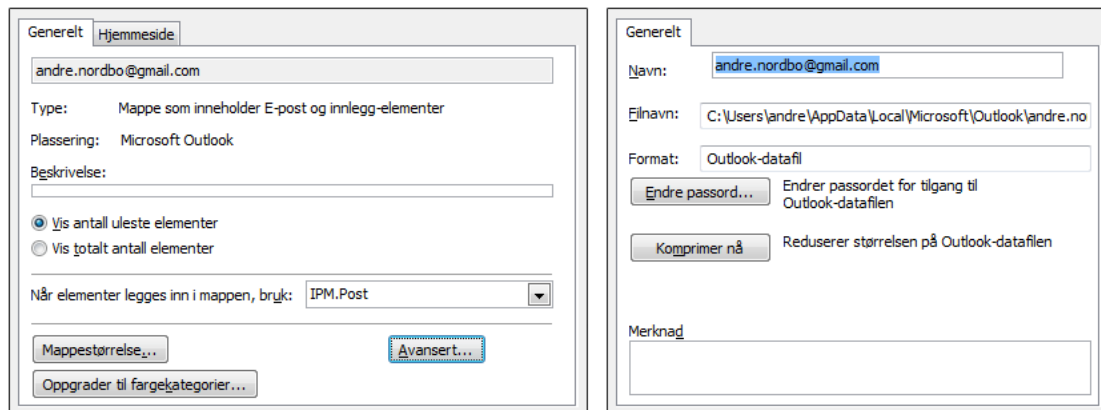 Generelt
Hjemmeside
andre.nordbo@gmail.com
Type: Mappe som inneholder E-post og innlegg-elementer
Plassering: Microsoft Outlook
Beskrivelse:
Vis antall uleste elementer
Vis totalt antall elementer
Når elementer legges inn i mappen, bruk: IPM.Post
Mappestørrelse...
Avansert...
Oppgrader til fargekategorier...
Generelt
Navn: andre.nordbo@gmail.com
Filnavn: C:\Users\andre\AppData\Local\Microsoft\Outlook\andre.no
Format: Outlook-datafil
Endre passord...
Endrer passordet for tilgang til
Outlook-datafilen
Komprimer nå
Reduserer størrelsen på Outlook-datafilen
Merknad